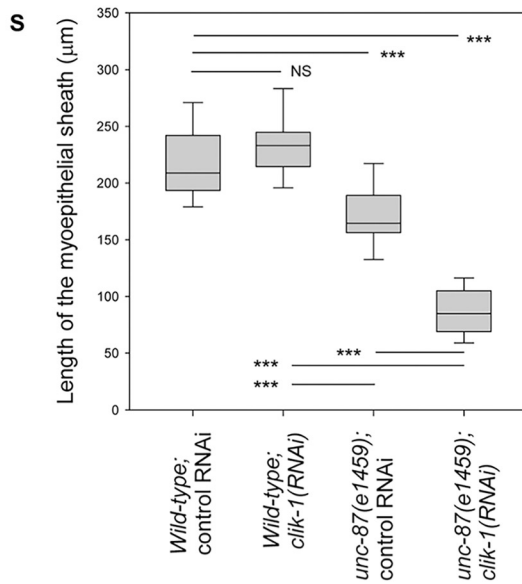 S
Length of the myoepithelial sheath (μm)
350
300
250
200
150
100
50
0
***
***
NS
***
***
***
Wild-type;
control RNAi
Wild-type;
clik-1(RNAi)
unc-87(e1459);
control RNAi
unc-87(e1459);
clik-1(RNAi)